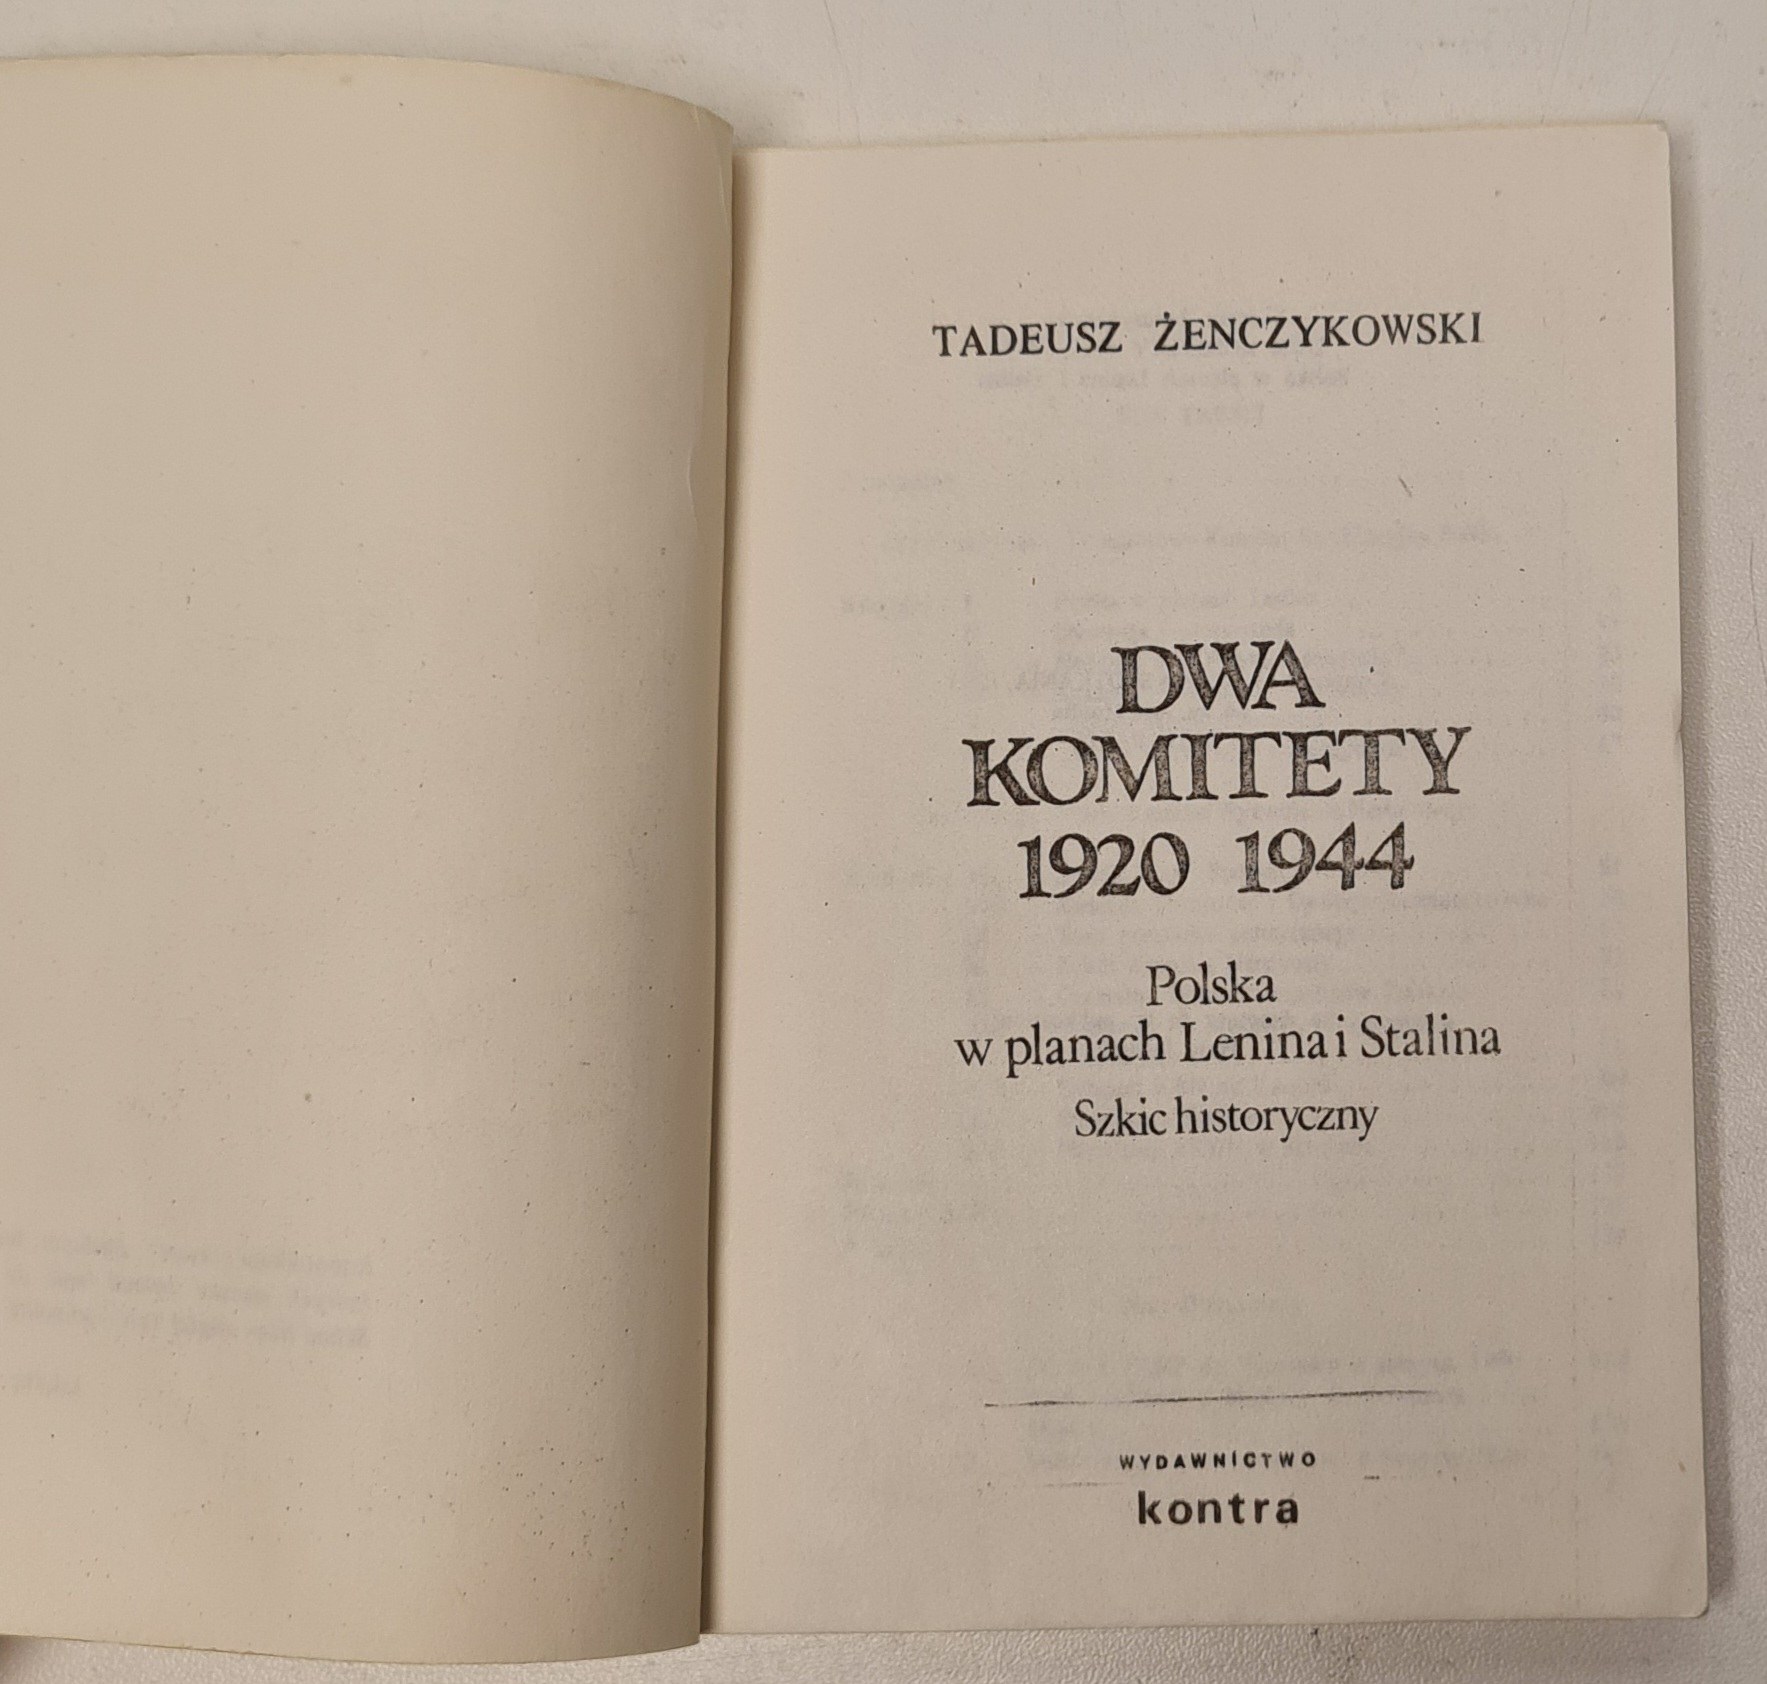 TADEUSZ ŻENCZYKOWSKI
DWA
KOMITETY
1920 1944
Polska
w planach Lenina i Stalina
Szkic historyczny
WYDAWNICTWO
kontra